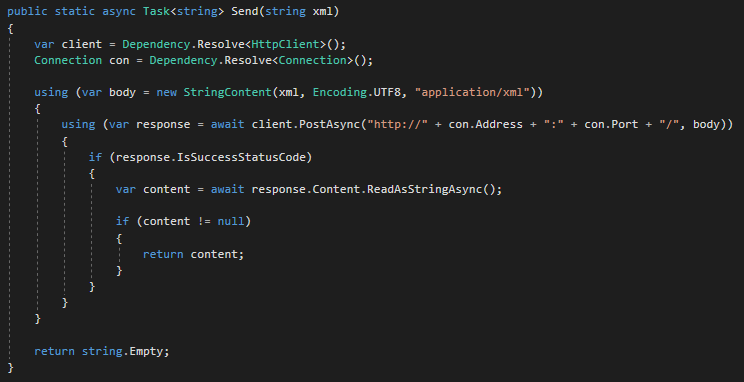 public static async Task<string> Send(string xml)
{
    var client = Dependency.Resolve<HttpClient>();
    Connection con = Dependency.Resolve<Connection>();

    using (var body = new StringContent(xml, Encoding.UTF8, "application/xml"))
    {
        using (var response = await client.PostAsync("http://" + con.Address + ":" + con.Port + "/", body))
        {
            if (response.IsSuccessStatusCode)
            {
                var content = await response.Content.ReadAsStringAsync();

                if (content != null)
                {
                    return content;
                }
            }
        }
    }

    return string.Empty;
}